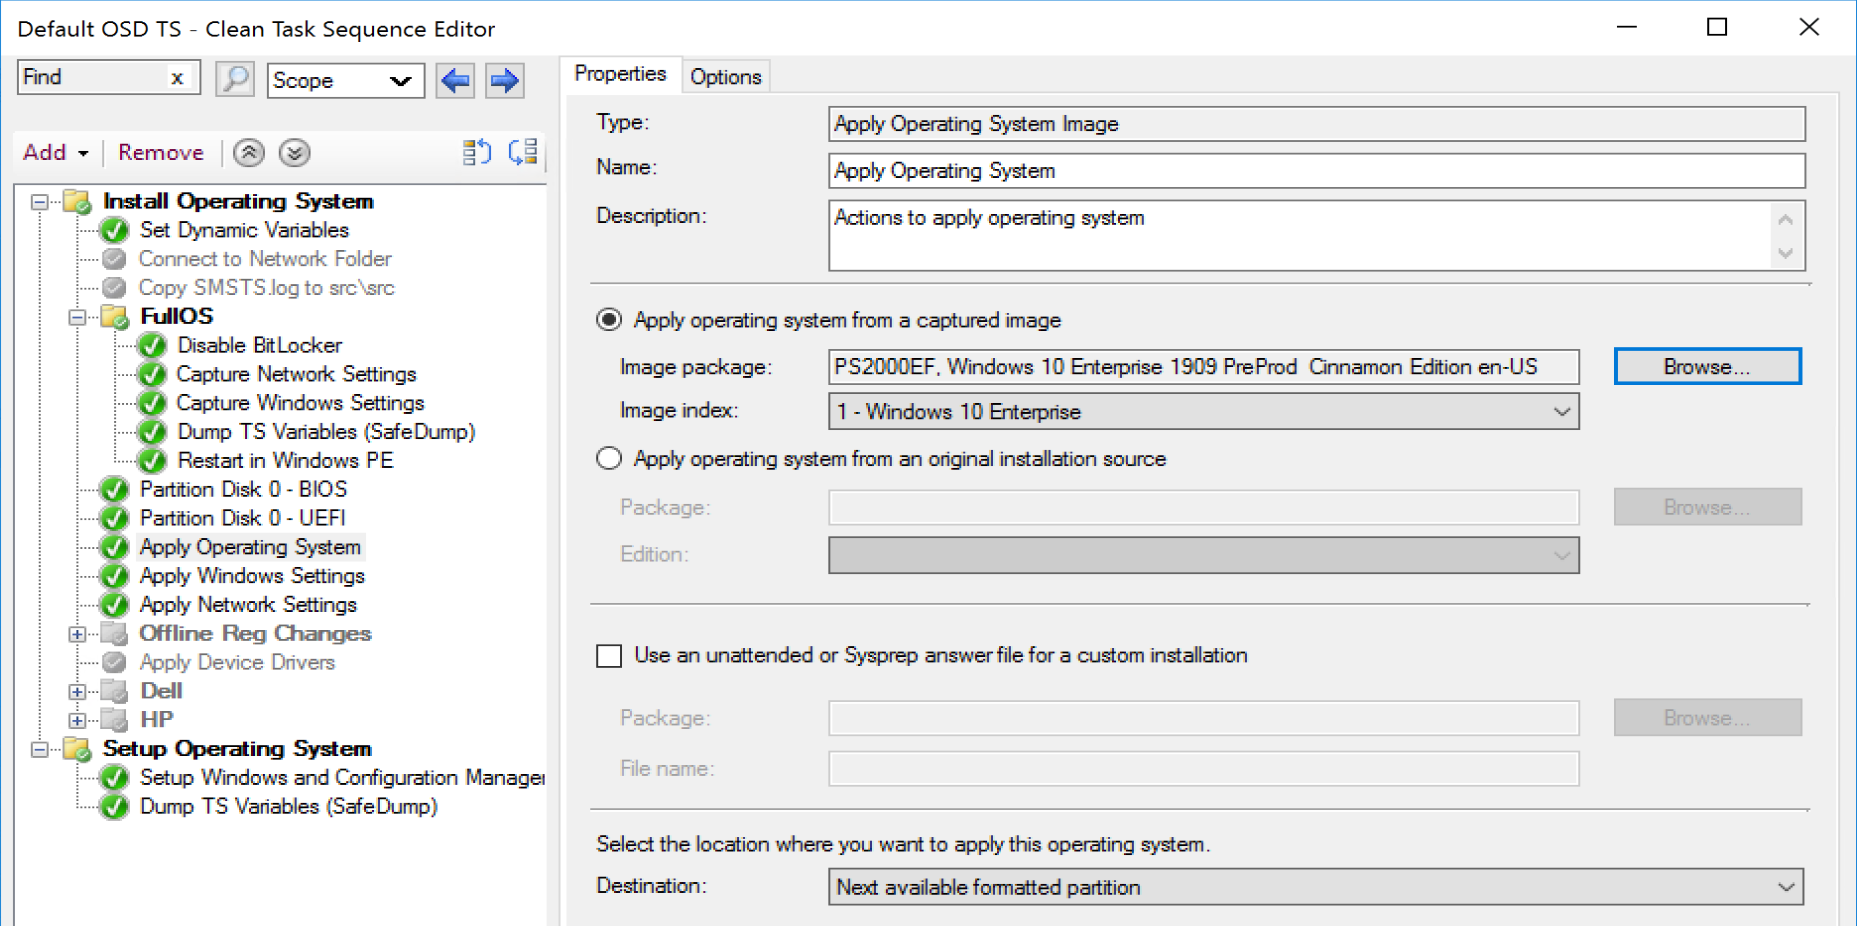 Default OSD TS - Clean Task Sequence Editor
Find x
Scope
Add
Remove
Install Operating System
Set Dynamic Variables
Connect to Network Folder
Copy SMSTS.log to src\src
FullOS
Disable BitLocker
Capture Network Settings
Capture Windows Settings
Dump TS Variables (SafeDump)
Restart in Windows PE
Partition Disk 0 - BIOS
Partition Disk 0 - UEFI
Apply Operating System
Apply Windows Settings
Apply Network Settings
Offline Reg Changes
Apply Device Drivers
Dell
HP
Setup Operating System
Setup Windows and Configuration Manager
Dump TS Variables (SafeDump)
Properties
Options
Type:
Apply Operating System Image
Name:
Apply Operating System
Description:
Actions to apply operating system
Apply operating system from a captured image
Image package:
PS2000EF, Windows 10 Enterprise 1909 PreProd  Cinnamon Edition en-US
Browse...
Image index:
1 - Windows 10 Enterprise
Apply operating system from an original installation source
Package:
Browse...
Edition:
Use an unattended or Sysprep answer file for a custom installation
Package:
Browse...
File name:
Select the location where you want to apply this operating system.
Destination:
Next available formatted partition